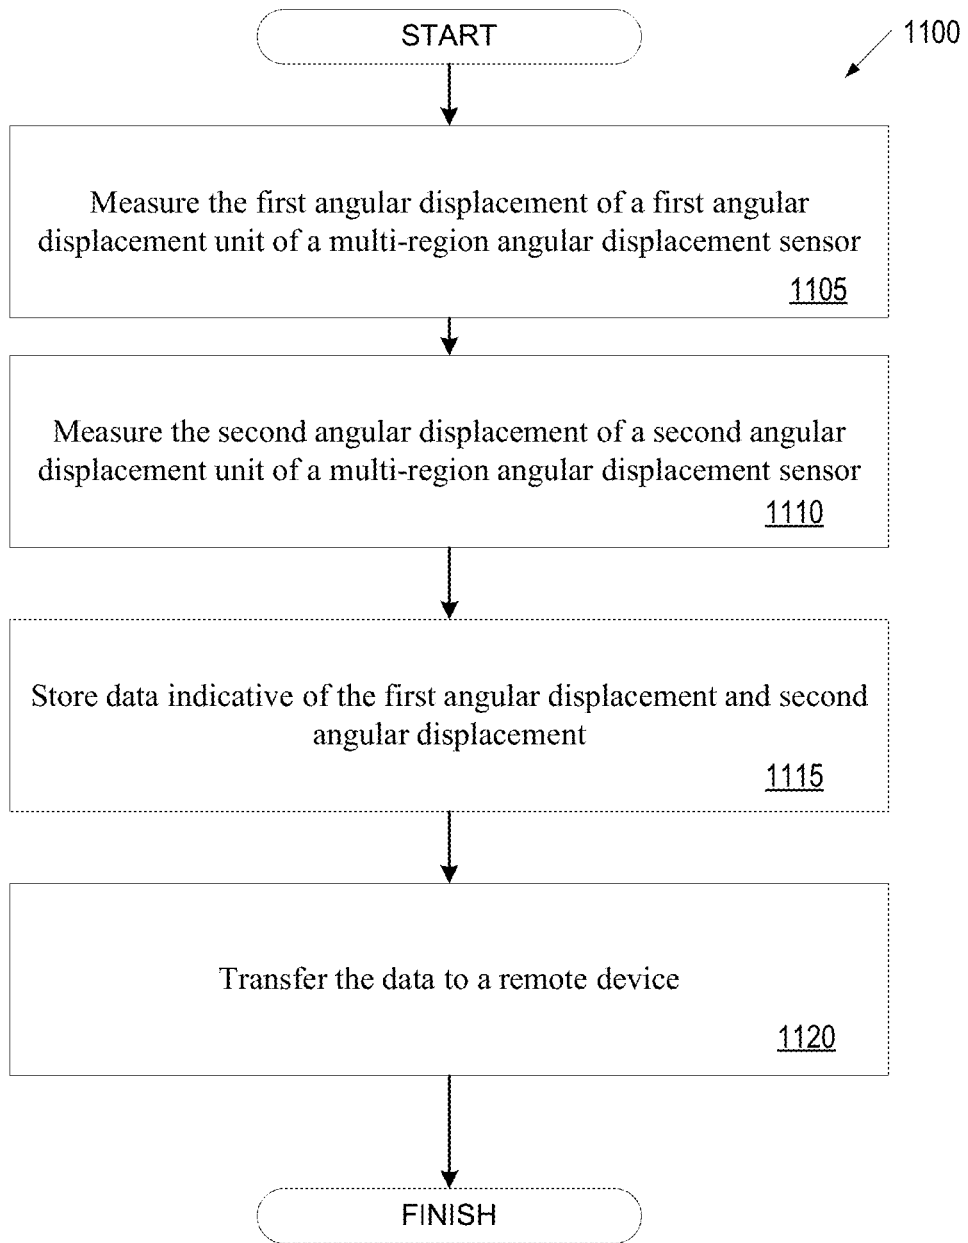 START
1100
Measure the first angular displacement of a first angular
displacement unit of a multi-region angular displacement sensor
1105
Measure the second angular displacement of a second angular
displacement unit of a multi-region angular displacement sensor
1110
Store data indicative of the first angular displacement and second
angular displacement
1115
Transfer the data to a remote device
1120
FINISH